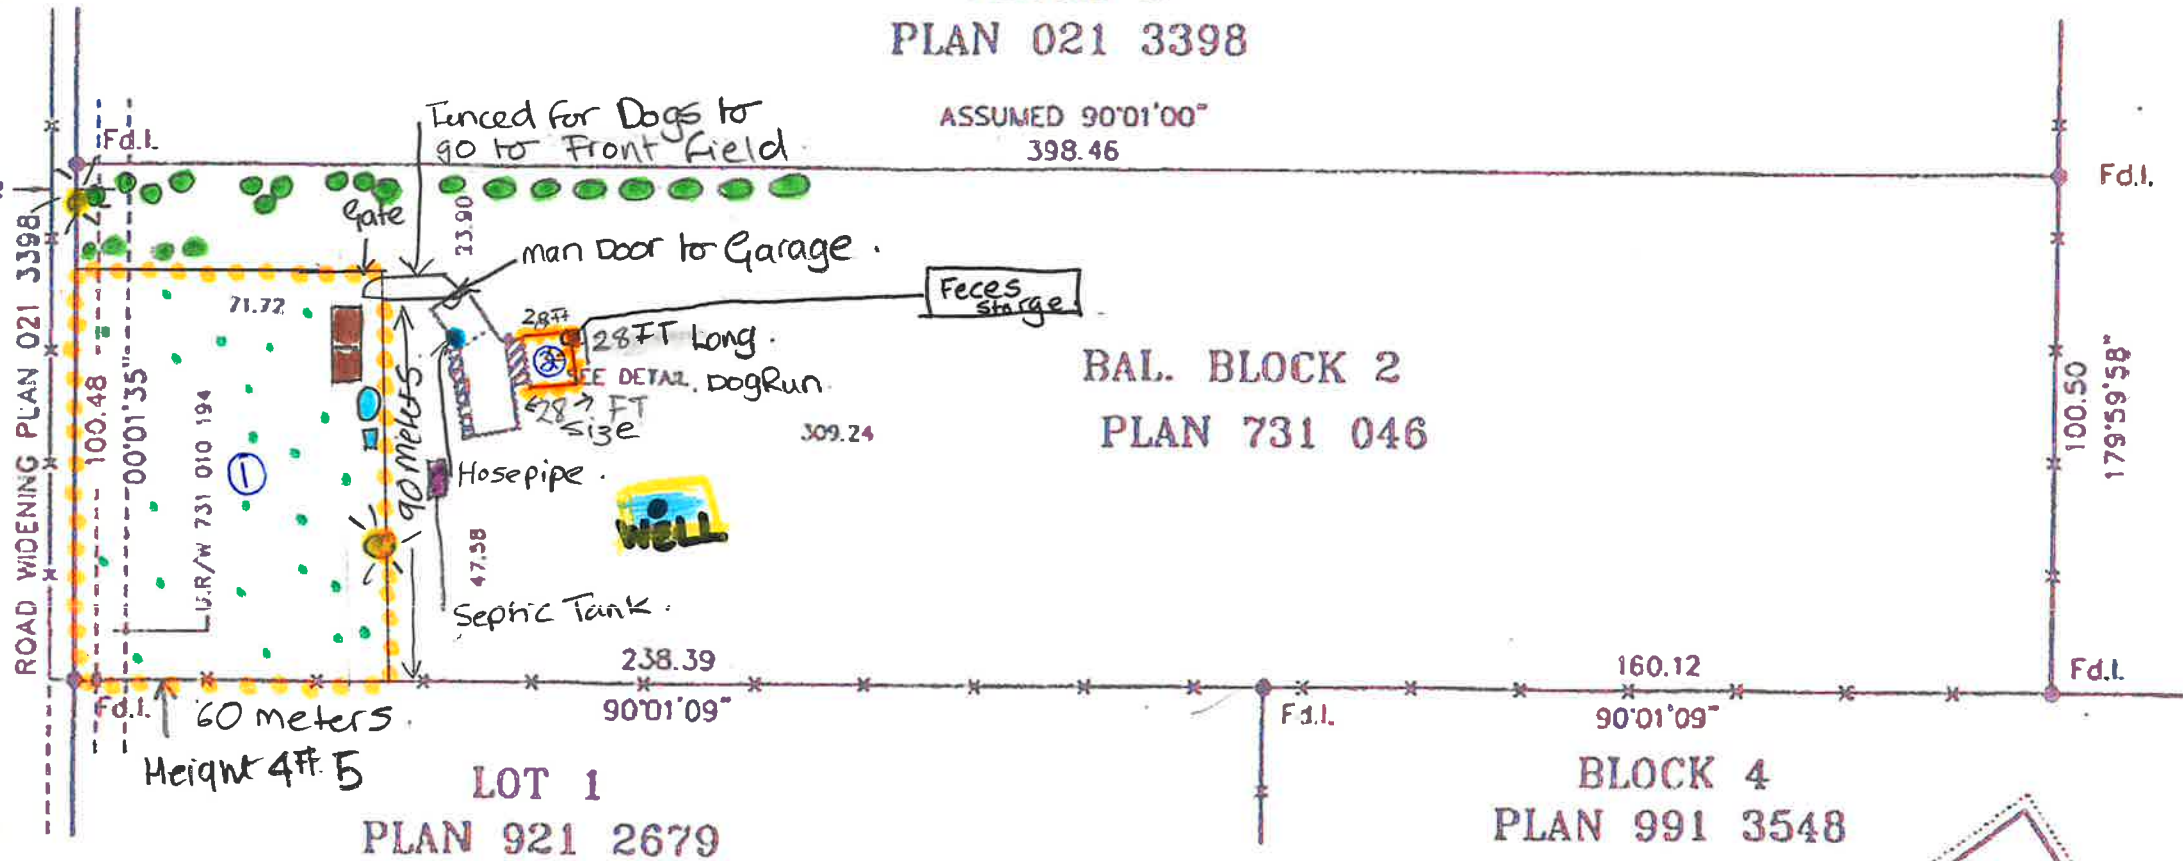 PLAN 021 3398
ASSUMED 90°01'00"
398.46
Fd.I.
Fd.I.
Fenced for Dogs to
go to Front Field.
Gate
23.90
man Door to Garage.
Feces
Storge.
71.72
28Ft
28FT Long.
2
SEE DETAIL. Dog Run.
←28→ FT
Size
309.24
BAL. BLOCK 2
PLAN 731 046
ROAD WIDENING PLAN 021 3398
100.48
00°01'35"
U.R/W 731 010 194
1
90 meters
Hosepipe.
WELL
47.58
Septic Tank.
100.50
179°59'58"
238.39
90°01'09"
160.12
90°01'09"
Fd.I.
Fd.I.
Fd.I.
60 meters.
Height 4Ft. 5
LOT 1
PLAN 921 2679
BLOCK 4
PLAN 991 3548